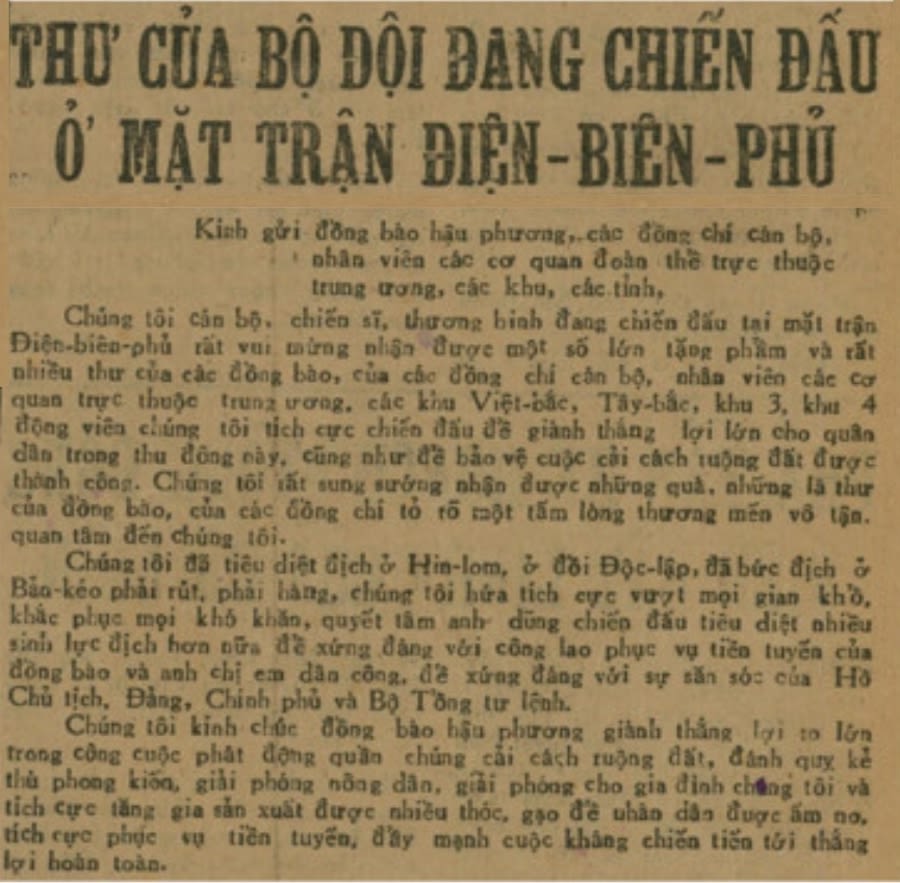 THƯ CỦA BỘ ĐỘI ĐANG CHIẾN ĐẤU
Ở MẶT TRẬN ĐIỆN-BIÊN-PHỦ
Kính gửi đồng bào hậu phương, các đồng chí cán bộ,
nhân viên các cơ quan đoàn thể trực thuộc
trung ương, các khu, các tỉnh,
Chúng tôi cán bộ, chiến sĩ, thương binh đang chiến đấu tại mặt trận
Điện-biên-phủ rất vui mừng nhận được một số lớn tặng phẩm và rất
nhiều thư của các đồng bào, của các đồng chí cán bộ, nhân viên các cơ
quan trực thuộc trung ương, các khu Việt-bắc, Tây-bắc, khu 3, khu 4
động viên chúng tôi tích cực chiến đấu để giành thắng lợi lớn cho quân
dân trong thu đông này, cũng như để bảo vệ cuộc cải cách ruộng đất được
thành công. Chúng tôi rất sung sướng nhận được những quà, những lá thư
của đồng bào, của các đồng chí tỏ rõ một tấm lòng thương mến vô tận,
quan tâm đến chúng tôi.
Chúng tôi đã tiêu diệt địch ở Hin-lom, ở đồi Độc-lập, đã bức địch ở
Bản-kéo phải rút, phải hàng, chúng tôi hứa tích cực vượt mọi gian khổ,
khắc phục mọi khó khăn, quyết tâm anh dũng chiến đấu tiêu diệt nhiều
sinh lực địch hơn nữa để xứng đáng với công lao phục vụ tiền tuyến của
đồng bào và anh chị em dân công, để xứng đáng với sự săn sóc của Hồ
Chủ tịch, Đảng, Chính phủ và Bộ Tổng tư lệnh.
Chúng tôi kính chúc đồng bào hậu phương giành thắng lợi to lớn
trong công cuộc phát động quần chúng cải cách ruộng đất, đánh quỵ kẻ
thù phong kiến, giải phóng nông dân, giải phóng cho gia đình chúng tôi và
tích cực tăng gia sản xuất được nhiều thóc, gạo để nhân dân được ấm no,
tích cực phục vụ tiền tuyến, đẩy mạnh cuộc kháng chiến tiến tới thắng
lợi hoàn toàn.